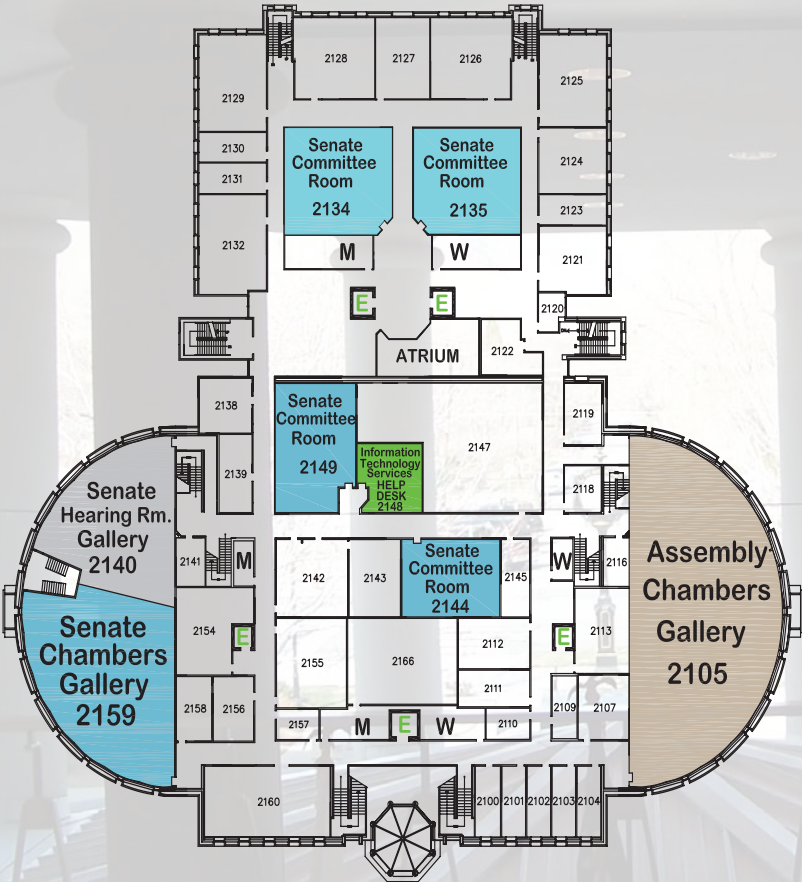 2128
2127
2126
2129
2125
2130
2131
2124
2123
Senate
Committee
Room
2134
Senate
Committee
Room
2135
2132
2121
M
W
2120
E
E
ATRIUM
2122
2138
2119
Senate
Committee
Room
2149
2147
Information
Technology
Services
HELP
DESK
2148
2139
2118
Senate
Hearing Rm.
Gallery
2140
2141
M
2142
2143
Senate
Committee
Room
2144
2145
W
2116
Assembly
Chambers
Gallery
2105
Senate
Chambers
Gallery
2159
2154
E
2155
2166
2112
E
2113
2111
2158
2156
2157
M
E
W
2110
2109
2107
2160
2100
2101
2102
2103
2104